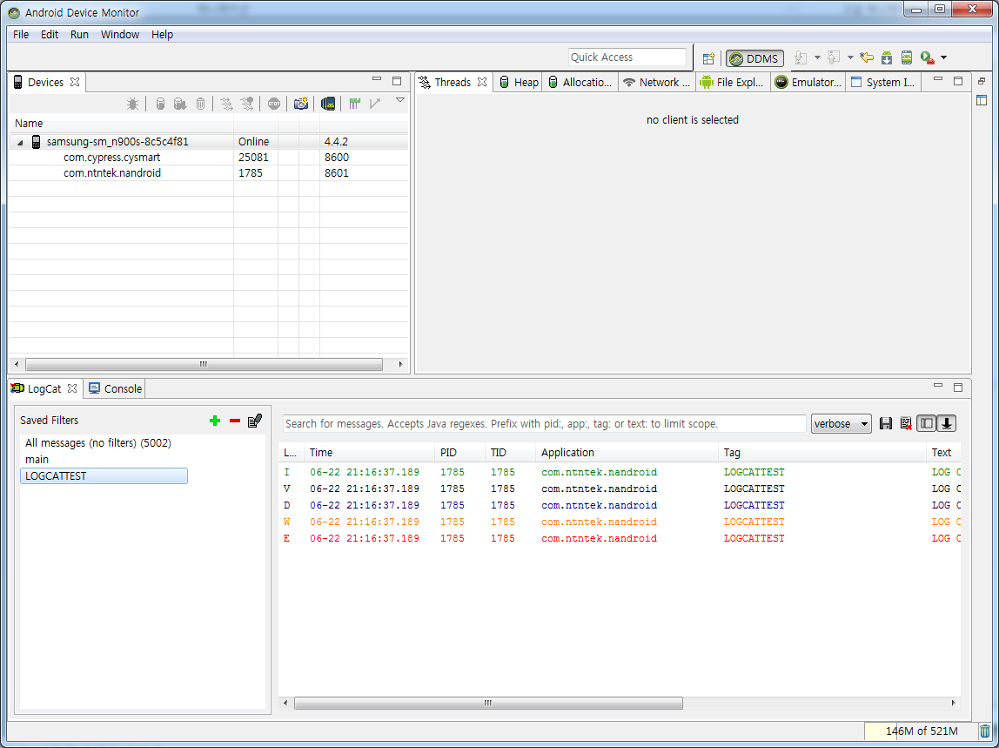 Android Device Monitor
File Edit Run Window Help
Quick Access
DDMS
Devices
Name
samsung-sm_n900s-8c5c4f81 Online 4.4.2
com.cypress.cysmart 25081 8600
com.ntntek.nandroid 1785 8601
Threads Heap Allocatio... Network ... File Expl... Emulator... System I...
no client is selected
LogCat Console
Saved Filters
All messages (no filters) (5002)
main
LOGCATTEST
Search for messages. Accepts Java regexes. Prefix with pid:, app:, tag: or text: to limit scope.
verbose
L... Time PID TID Application Tag Text
I 06-22 21:16:37.189 1785 1785 com.ntntek.nandroid LOGCATTEST LOG C
V 06-22 21:16:37.189 1785 1785 com.ntntek.nandroid LOGCATTEST LOG C
D 06-22 21:16:37.189 1785 1785 com.ntntek.nandroid LOGCATTEST LOG C
W 06-22 21:16:37.189 1785 1785 com.ntntek.nandroid LOGCATTEST LOG C
E 06-22 21:16:37.189 1785 1785 com.ntntek.nandroid LOGCATTEST LOG C
146M of 521M